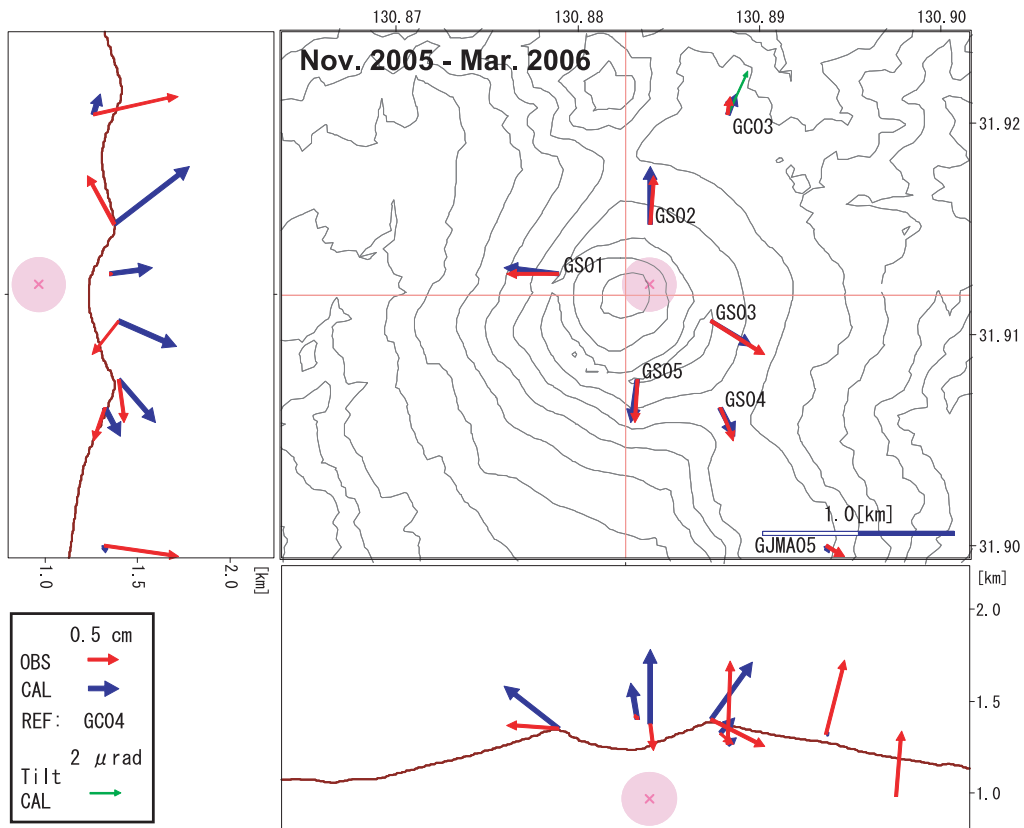 130.87 130.88 130.89 130.90
Nov. 2005 - Mar. 2006
GC03
31.92
GS02
GS01
GS03
31.91
GS05
GS04
1.0[km]
GJMA05
31.90
1.0 1.5 2.0 [km]
[km]
2.0
1.5
1.0
0.5 cm
OBS
CAL
REF: GC04
2 μrad
Tilt
CAL